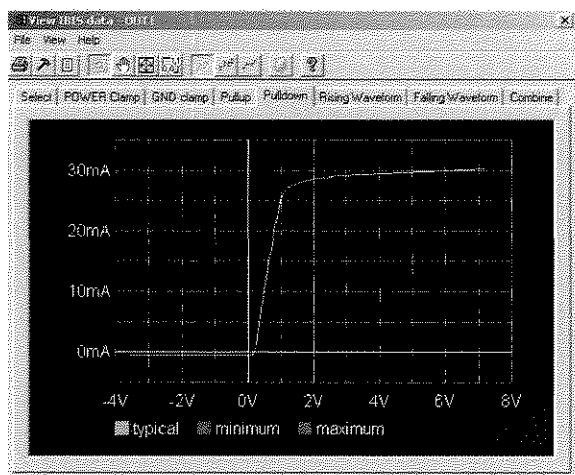 View IBIS data - OUT1
File View Help
Select POWER Clamp GND clamp Pullup Pulldown Rising Waveform Falling Waveform Combine
30mA
20mA
10mA
0mA
-4V -2V 0V 2V 4V 6V 8V
typical minimum maximum